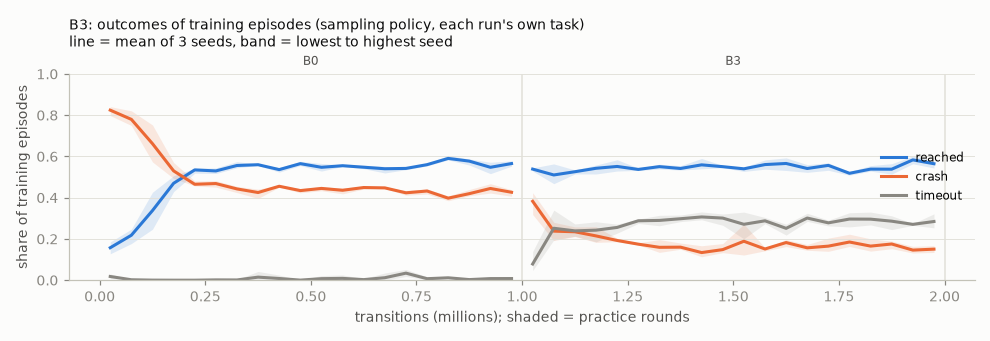 B3: outcomes of training episodes (sampling policy, each run's own task)
line = mean of 3 seeds, band = lowest to highest seed
B0
B3
share of training episodes
1.0
0.8
0.6
0.4
0.2
0.0
reached
crash
timeout
0.00
0.25
0.50
0.75
1.00
1.25
1.50
1.75
2.00
transitions (millions); shaded = practice rounds